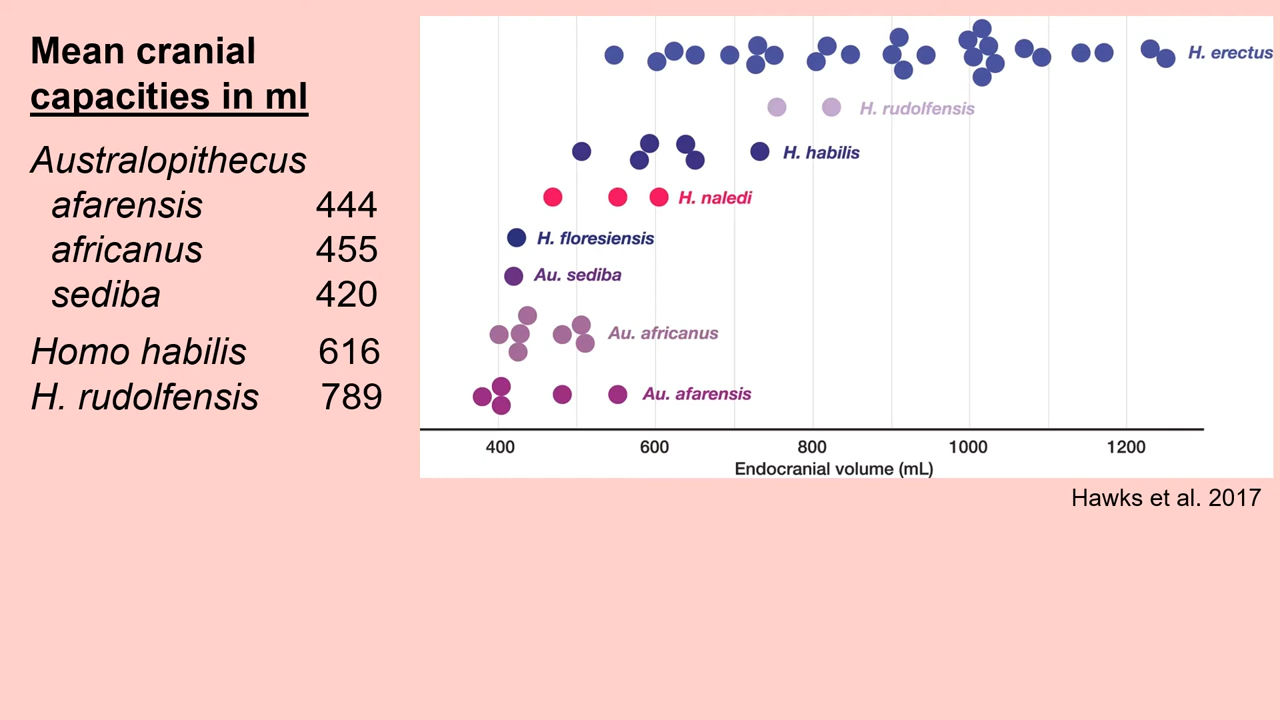 Mean cranial
capacities in ml
Australopithecus
afarensis 444
africanus 455
sediba 420
Homo habilis 616
H. rudolfensis 789
H. erectus
H. rudolfensis
H. habilis
H. naledi
H. floresiensis
Au. sediba
Au. africanus
Au. afarensis
400 600 800 1000 1200
Endocranial volume (mL)
Hawks et al. 2017